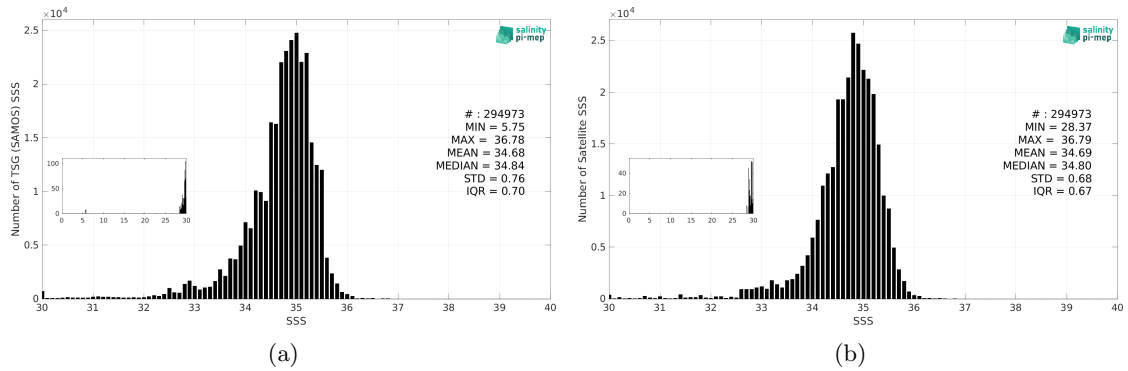 ×10⁴
2.5
2
1.5
1
0.5
0
30 31 32 33 34 35 36 37 38 39 40
SSS
Number of TSG (SAMOS) SSS
salinity
pi-mep
# : 294973
MIN = 5.75
MAX = 36.78
MEAN = 34.68
MEDIAN = 34.84
STD = 0.76
IQR = 0.70
100
50
0
0 5 10 15 20 25 30
(a)
×10⁴
2.5
2
1.5
1
0.5
0
30 31 32 33 34 35 36 37 38 39 40
SSS
Number of Satellite SSS
salinity
pi-mep
# : 294973
MIN = 28.37
MAX = 36.79
MEAN = 34.69
MEDIAN = 34.80
STD = 0.68
IQR = 0.67
40
20
0
0 5 10 15 20 25 30
(b)